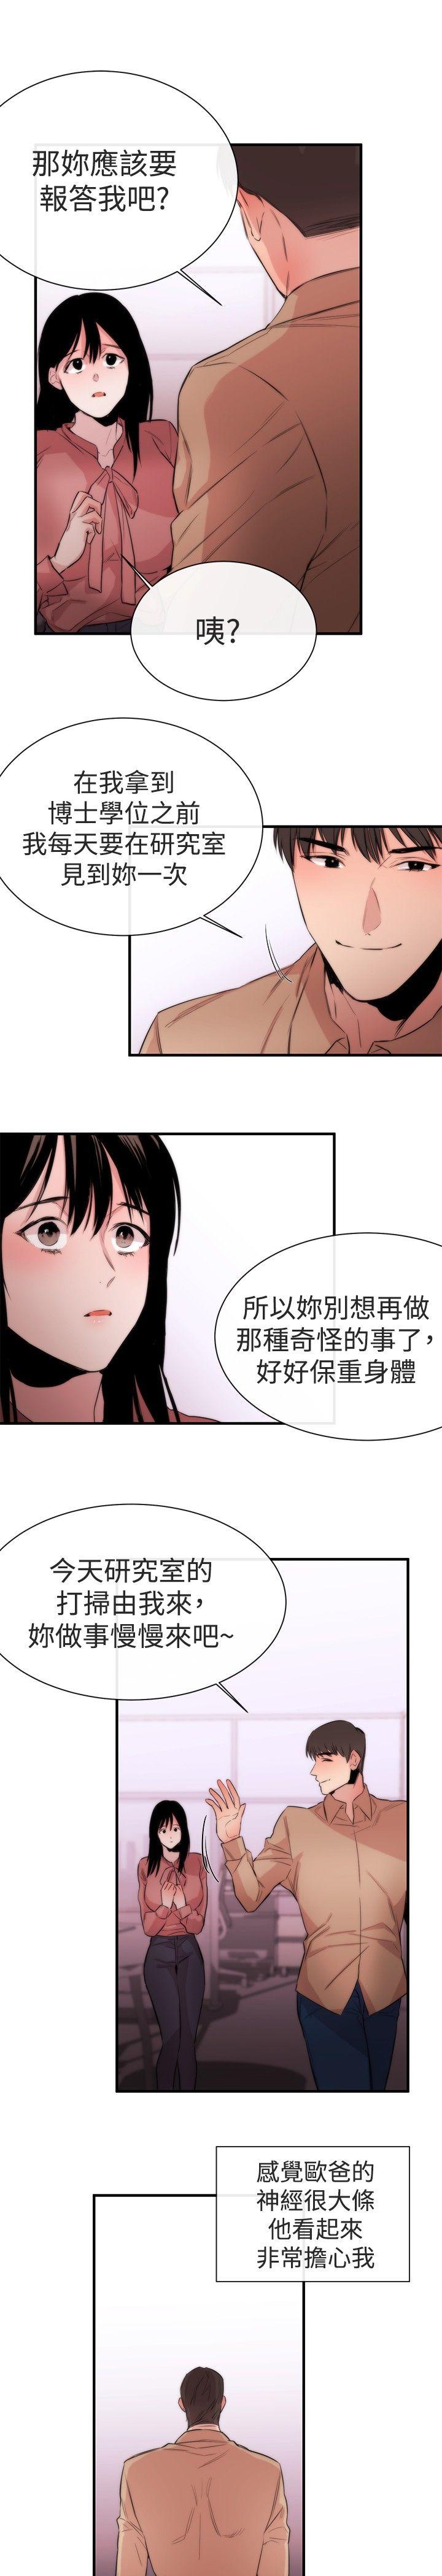 那妳應該要
報答我吧?
咦?
在我拿到
博士學位之前
我每天要在研究室
見到妳一次
所以妳別想再做
那種奇怪的事了,
好好保重身體
今天研究室的
打掃由我來,
妳做事慢慢來吧~
感覺歐爸的
神經很大條
他看起來
非常擔心我